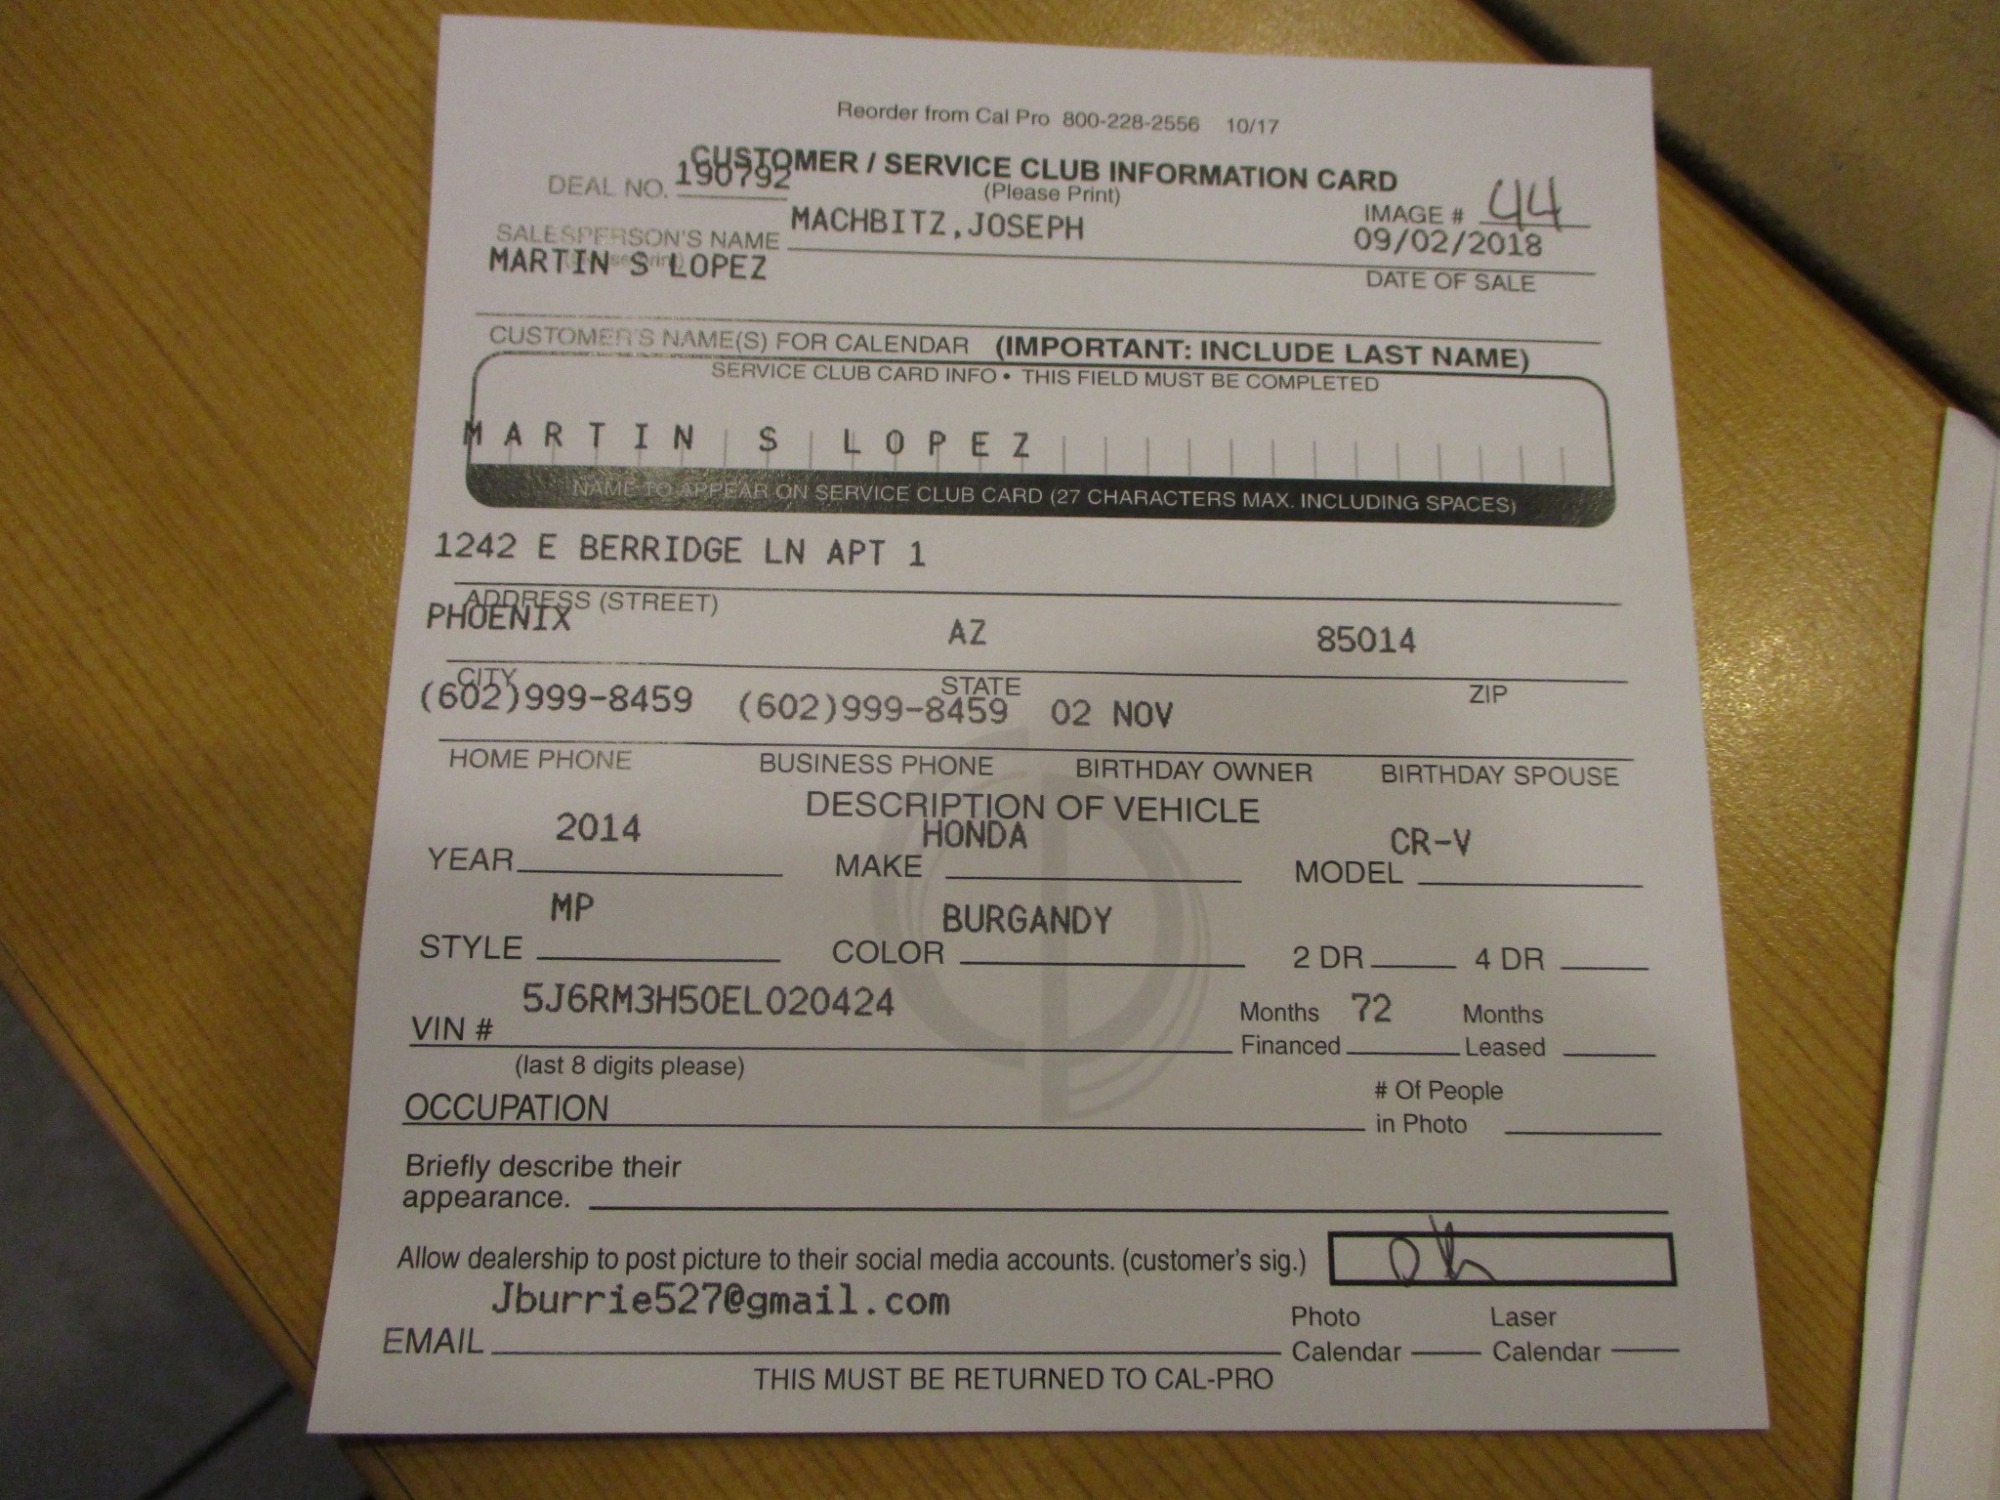 Reorder from Cal Pro 800-228-2556 10/17
CUSTOMER / SERVICE CLUB INFORMATION CARD
(Please Print)
DEAL NO. 190792
IMAGE # 44
SALESPERSON'S NAME MACHBITZ,JOSEPH
09/02/2018
DATE OF SALE
MARTIN S LOPEZ
CUSTOMER'S NAME(S) FOR CALENDAR (IMPORTANT: INCLUDE LAST NAME)
SERVICE CLUB CARD INFO • THIS FIELD MUST BE COMPLETED
MARTIN S LOPEZ
NAME TO APPEAR ON SERVICE CLUB CARD (27 CHARACTERS MAX. INCLUDING SPACES)
1242 E BERRIDGE LN APT 1
ADDRESS (STREET)
PHOENIX AZ 85014
CITY STATE ZIP
(602)999-8459 (602)999-8459 02 NOV
HOME PHONE BUSINESS PHONE BIRTHDAY OWNER BIRTHDAY SPOUSE
DESCRIPTION OF VEHICLE
2014 HONDA CR-V
YEAR MAKE MODEL
MP BURGANDY
STYLE COLOR 2 DR 4 DR
5J6RM3H50EL020424
VIN #
(last 8 digits please)
Months 72 Months
Financed Leased
OCCUPATION
# Of People
in Photo
Briefly describe their
appearance.
Allow dealership to post picture to their social media accounts. (customer's sig.)
Jburrie527@gmail.com
EMAIL
Photo Laser
Calendar Calendar
THIS MUST BE RETURNED TO CAL-PRO